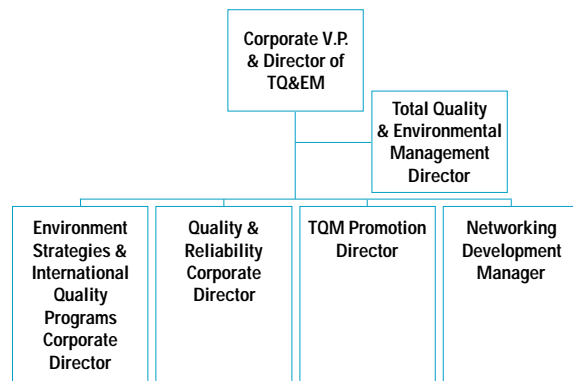 Corporate V.P.
& Director of
TQ&EM
Total Quality
& Environmental
Management
Director
Environment
Strategies &
International
Quality
Programs
Corporate
Director
Quality &
Reliability
Corporate
Director
TQM Promotion
Director
Networking
Development
Manager